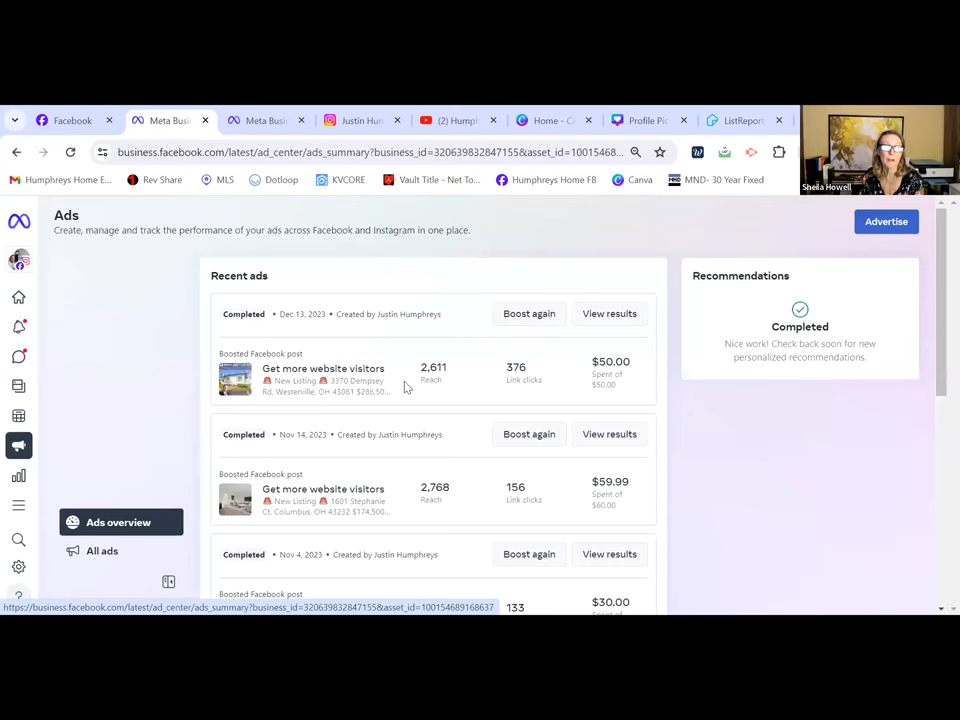 Facebook
Meta Busin
Meta Busin
Justin Hum
(2) Humph
Home - Ca
Profile Pic
ListReport
business.facebook.com/latest/ad_center/ads_summary?business_id=320639832847155&asset_id=10015468...
Humphreys Home E...
Rev Share
MLS
Dotloop
KVCORE
Vault Title - Net To...
Humphreys Home FB
Canva
MND- 30 Year Fixed
Sheila Howell
Ads
Create, manage and track the performance of your ads across Facebook and Instagram in one place.
Advertise
Recent ads
Recommendations
Completed • Dec 13, 2023 • Created by Justin Humphreys
Boost again
View results
Completed
Nice work! Check back soon for new
personalized recommendations.
Boosted Facebook post
Get more website visitors
🚨 New Listing 🚨 3370 Dempsey
Rd, Westerville, OH 43081 $286,50...
2,611
Reach
376
Link clicks
$50.00
Spent of
$50.00
Completed • Nov 14, 2023 • Created by Justin Humphreys
Boost again
View results
Boosted Facebook post
Get more website visitors
🚨 New Listing 🚨 1601 Stephanie
Ct, Columbus, OH 43232 $174,500...
2,768
Reach
156
Link clicks
$59.99
Spent of
$60.00
Completed • Nov 4, 2023 • Created by Justin Humphreys
Boost again
View results
Boosted Facebook post
133
$30.00
Spent of
Ads overview
All ads
https://business.facebook.com/latest/ad_center/ads_summary?business_id=320639832847155&asset_id=100154689168637